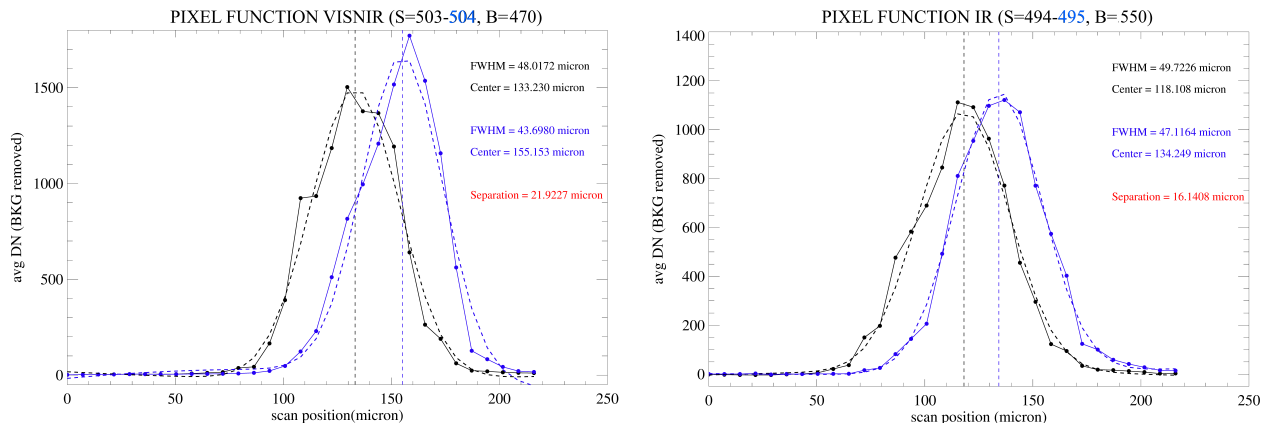 PIXEL FUNCTION VISNIR (S=503-504, B=470)
1500
1000
500
0
avg DN (BKG removed)
FWHM = 48.0172 micron
Center = 133.230 micron
FWHM = 43.6980 micron
Center = 155.153 micron
Separation = 21.9227 micron
0 50 100 150 200 250
scan position(micron)
PIXEL FUNCTION IR (S=494-495, B=550)
1400
1200
1000
800
600
400
200
0
avg DN (BKG removed)
FWHM = 49.7226 micron
Center = 118.108 micron
FWHM = 47.1164 micron
Center = 134.249 micron
Separation = 16.1408 micron
0 50 100 150 200 250
scan position (micron)